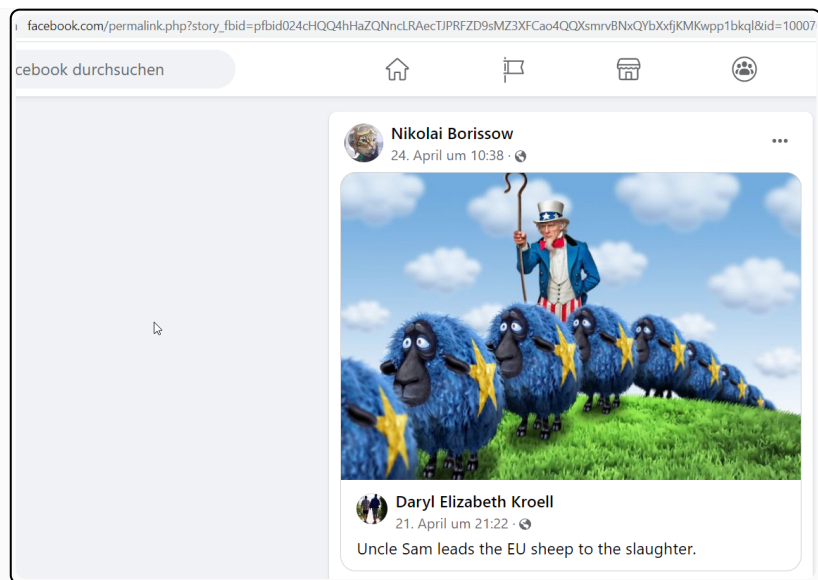 facebook.com/permalink.php?story_fbid=pfbid024cHQQ4hHaZQNncLRAecTJPRFZD9sMZ3XFCao4QQXsmrvBNxQYbXxfjKMKwpp1bkql&id=10007
cebook durchsuchen
Nikolai Borissow
24. April um 10:38 ·
Daryl Elizabeth Kroell
21. April um 21:22 ·
Uncle Sam leads the EU sheep to the slaughter.